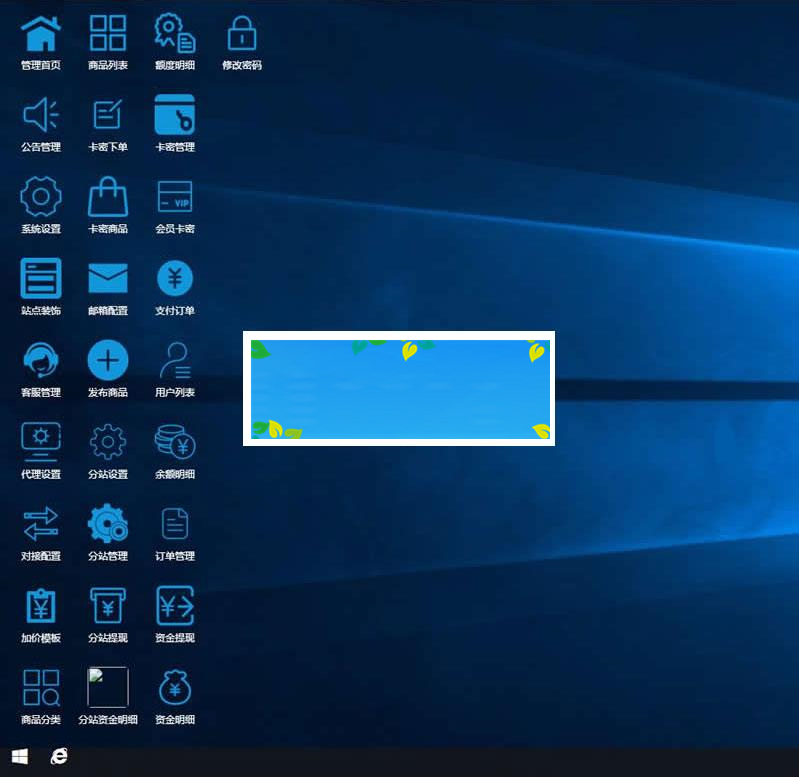 管理首页 商品列表 额度明细 修改密码
公告管理 卡密下单 卡密管理
VIP
系统设置 卡密商品 会员卡密
站点装饰 邮箱配置 支付订单
客服管理 发布商品 用户列表
代理设置 分站设置 余额明细
对接配置 分站管理 订单管理
加价模板 分站提现 资金提现
商品分类 分站资金明细 资金明细